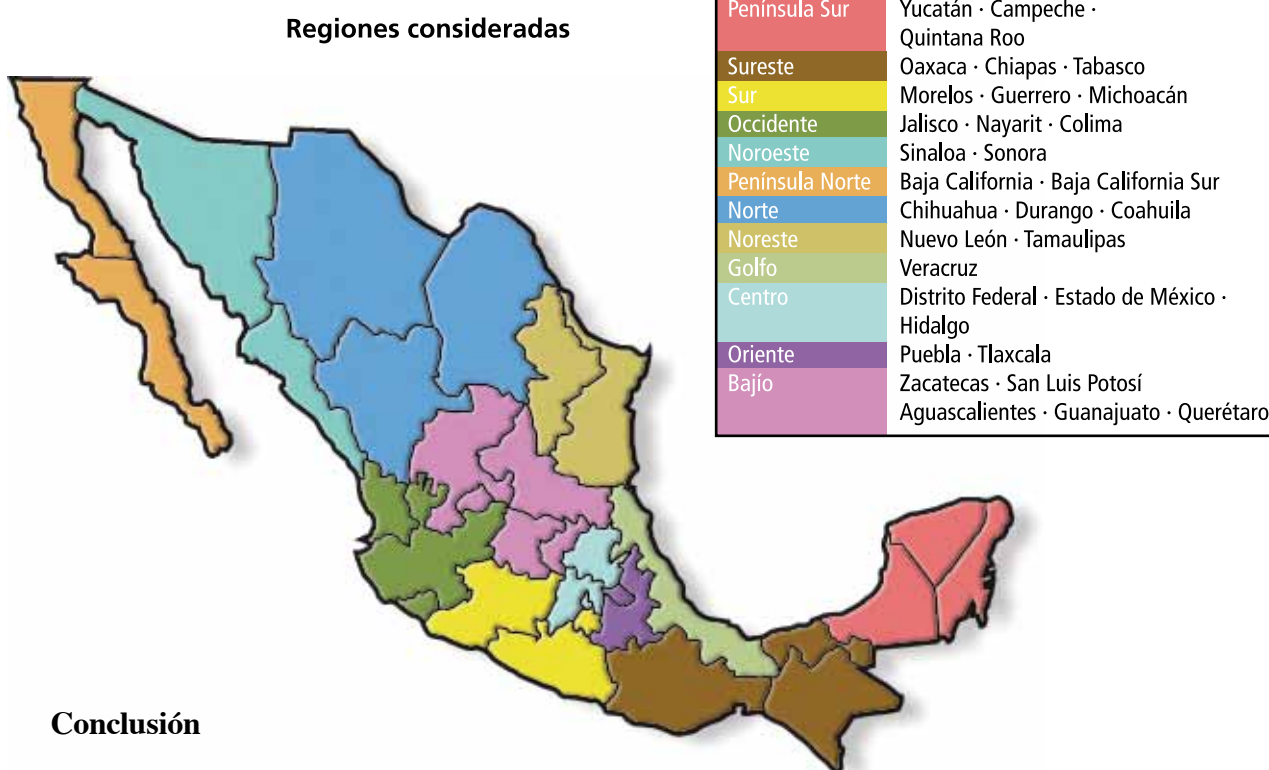 Regiones consideradas
Península Sur Yucatán · Campeche ·
Quintana Roo
Sureste Oaxaca · Chiapas · Tabasco
Sur Morelos · Guerrero · Michoacán
Occidente Jalisco · Nayarit · Colima
Noroeste Sinaloa · Sonora
Península Norte Baja California · Baja California Sur
Norte Chihuahua · Durango · Coahuila
Noreste Nuevo León · Tamaulipas
Golfo Veracruz
Centro Distrito Federal · Estado de México ·
Hidalgo
Oriente Puebla · Tlaxcala
Bajío Zacatecas · San Luis Potosí
Aguascalientes · Guanajuato · Querétaro
Conclusión